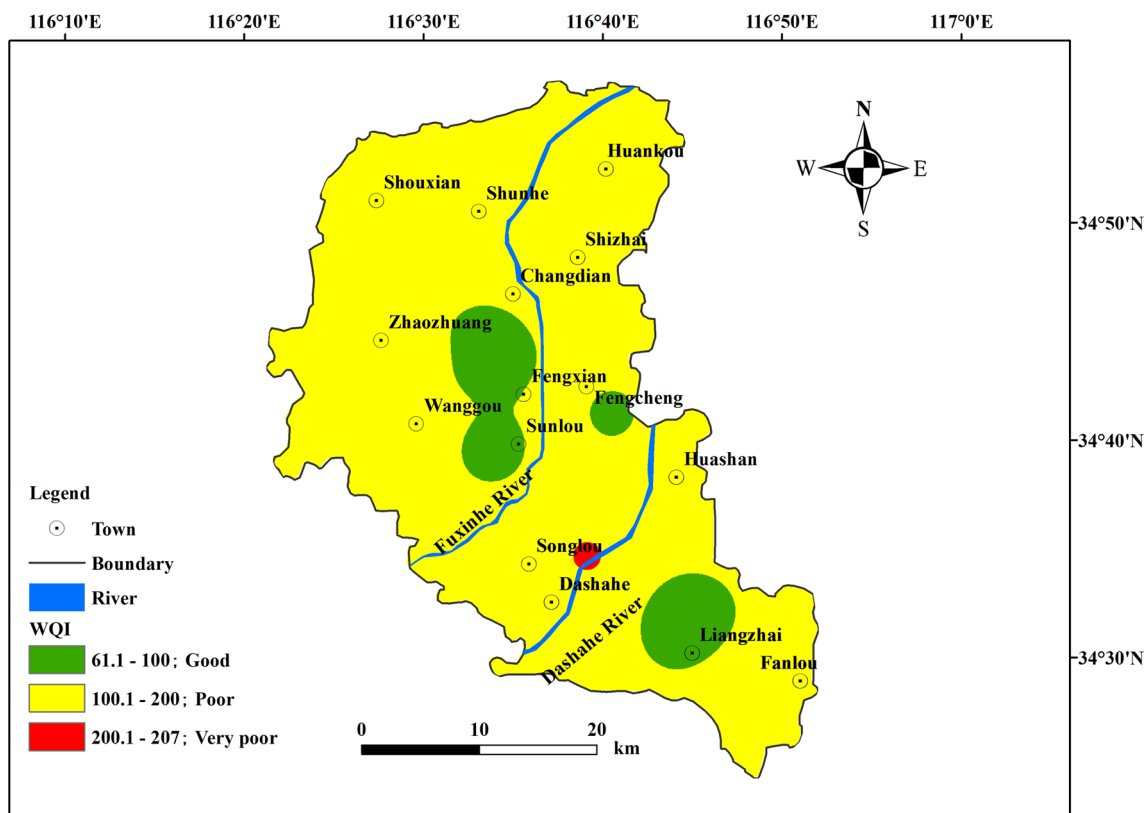 116°10'E 116°20'E 116°30'E 116°40'E 116°50'E 117°0'E
N
W E
S
34°50'N
34°40'N
34°30'N
Huankou
Shouxian
Shunhe
Shizhai
Changdian
Zhaozhuang
Fengxian
Fengcheng
Wanggou
Sunlou
Huashan
Fuxinhe River
Songlou
Dashahe
Dashahe River
Liangzhai
Fanlou
Legend
Town
Boundary
River
WQI
61.1 - 100; Good
100.1 - 200; Poor
200.1 - 207; Very poor
0 10 20
km